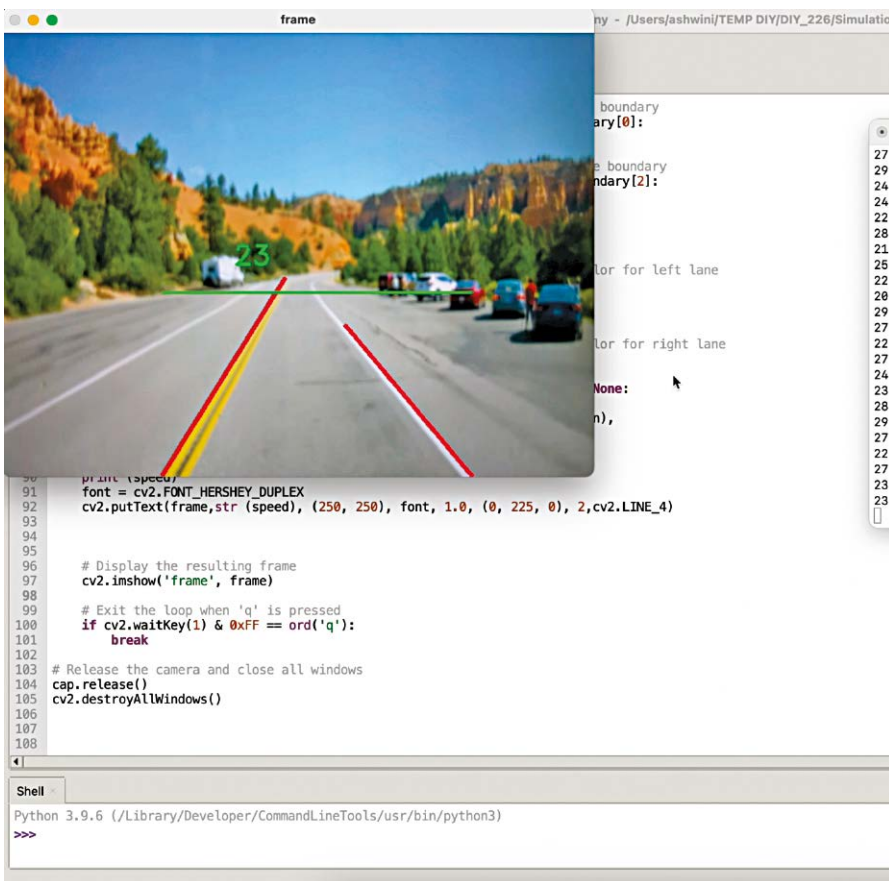 frame
ny - /Users/ashwini/TEMP DIY/DIY_226/Simulatio
boundary
ary[0]:
e boundary
ndary[2]:
23
lor for left lane
lor for right lane
None:
n),
90 print (speed)
91 font = cv2.FONT_HERSHEY_DUPLEX
92 cv2.putText(frame,str (speed), (250, 250), font, 1.0, (0, 225, 0), 2,cv2.LINE_4)
93
94
95
96 # Display the resulting frame
97 cv2.imshow('frame', frame)
98
99 # Exit the loop when 'q' is pressed
100 if cv2.waitKey(1) & 0xFF == ord('q'):
101 break
102
103 # Release the camera and close all windows
104 cap.release()
105 cv2.destroyAllWindows()
106
107
108
27
29
24
24
22
28
21
25
22
20
29
27
22
27
24
23
28
29
27
22
27
23
23
Shell
Python 3.9.6 (/Library/Developer/CommandLineTools/usr/bin/python3)
>>>